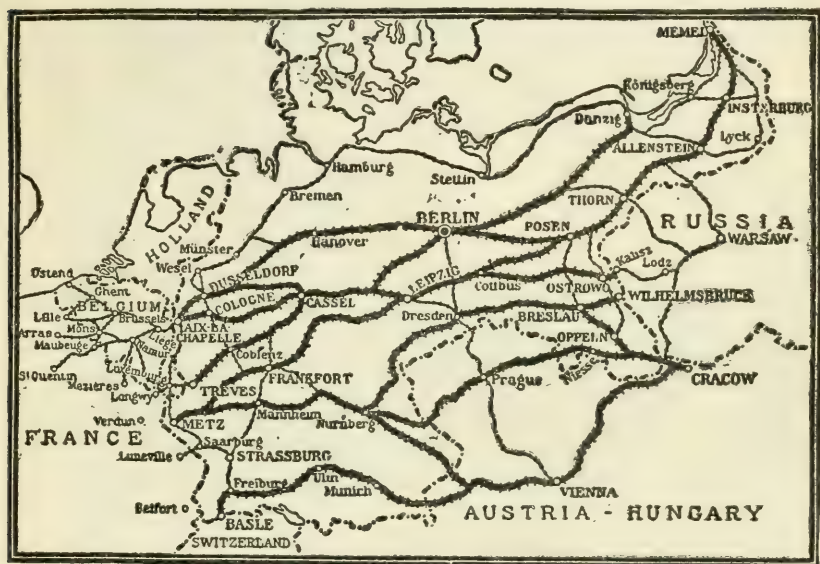 MEMEL
Königsberg
INSTERBURG
Danzig
Lyck
ALLENSTEIN
Hamburg
Stettin
Bremen
HOLLAND
THORN
BERLIN
RUSSIA
POSEN
WARSAW
Münster
Hanover
Wesel
Kalisz
Lodz
DUSSELDORF
Ostend
LEIPZIG
Ghent
COLOGNE
CASSEL
Cottbus
OSTROWO
BELGIUM
WILHELMSBRUCK
Lille
Brussels
AIX-LA-
CHAPELLE
Dresden
BRESLAU
Arras
Mons
Liège
Maubeuge
Namur
OPPELN
Coblenz
Luxemburg
St Quentin
Mezières
FRANKFORT
Prague
Niesse
CRACOW
TRÈVES
Longwy
Mannheim
Verdun
METZ
Nurnberg
FRANCE
Saarburg
Luneville
STRASSBURG
Ulm
Freiburg
Munich
VIENNA
Belfort
AUSTRIA - HUNGARY
BASLE
SWITZERLAND